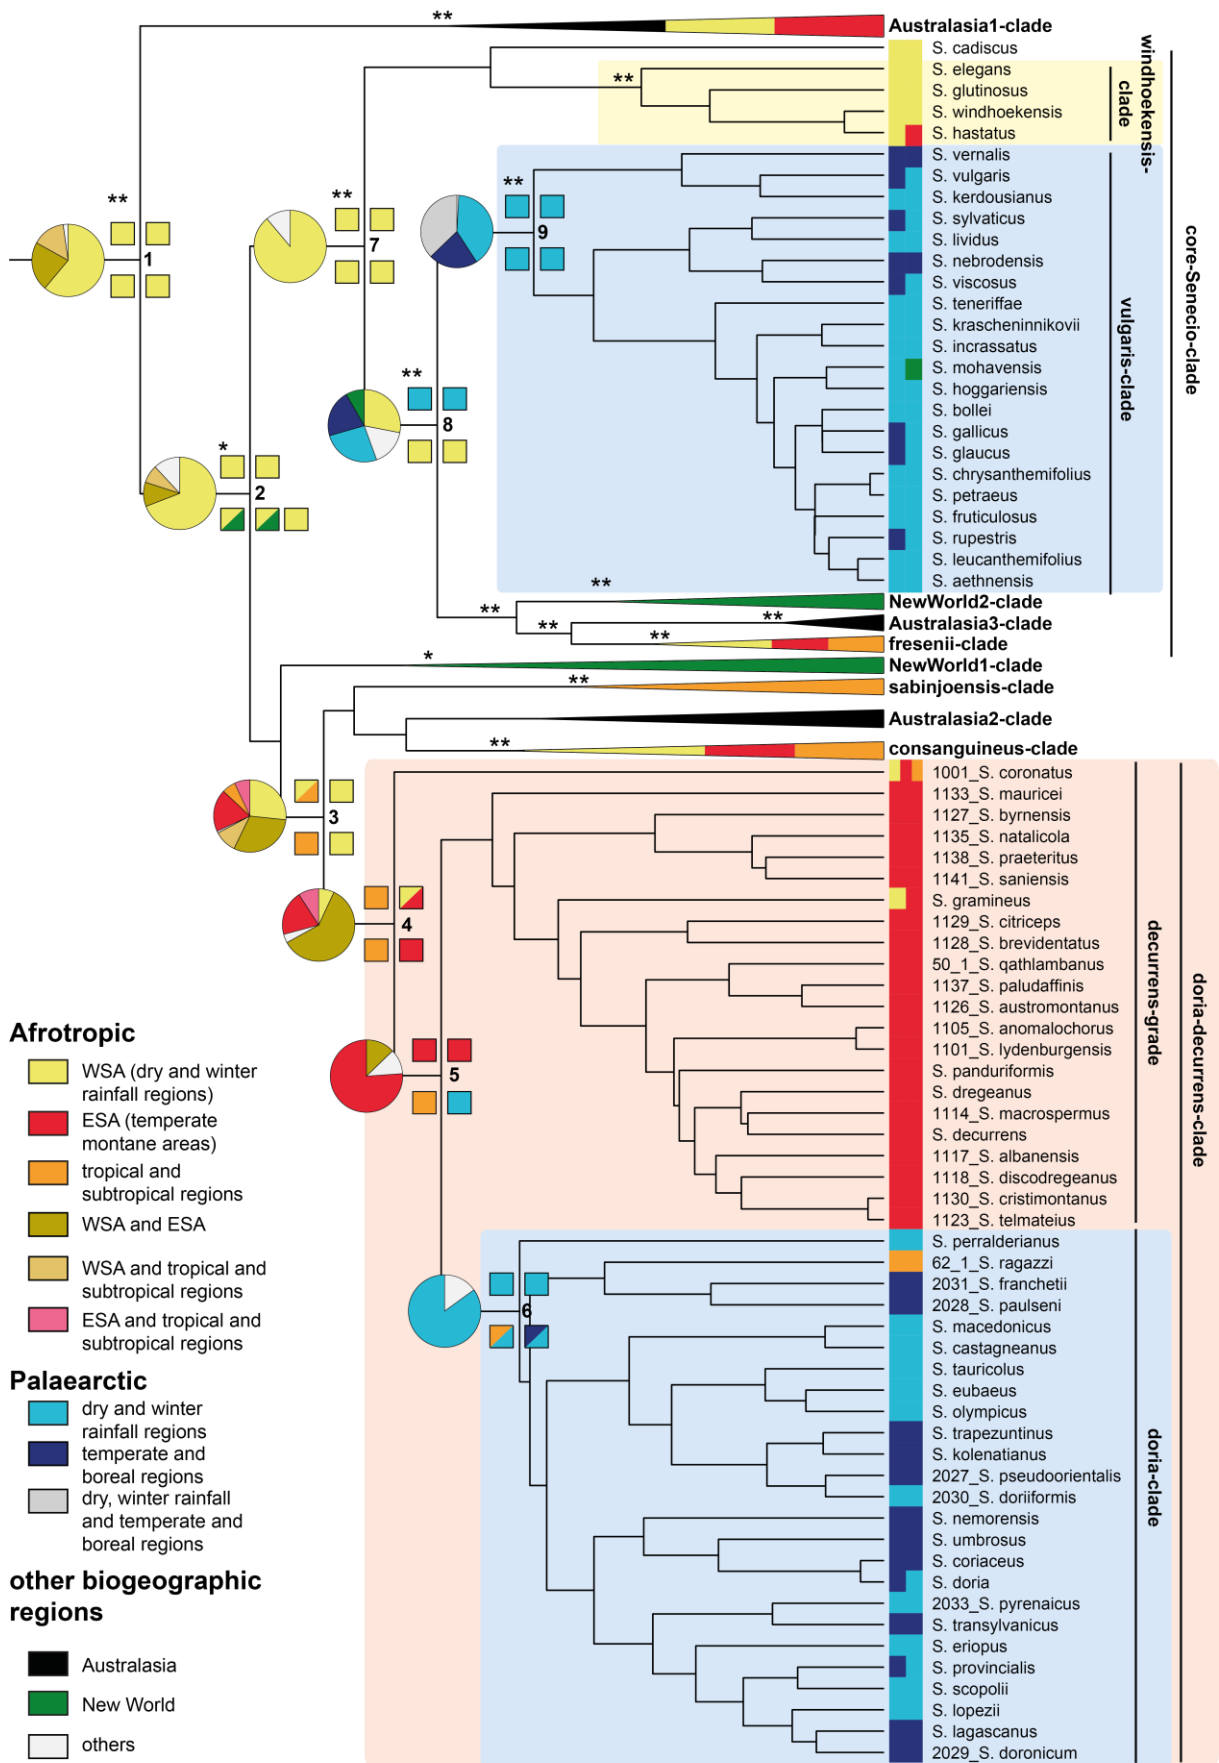 **
Australasia1-clade
S. cadiscus
S. elegans
**
S. glutinosus
S. windhoekensis
S. hastatus
windhoekensis-
clade
S. vernalis
S. vulgaris
S. kerdousianus
S. sylvaticus
S. lividus
S. nebrodensis
S. viscosus
S. teneriffae
S. krascheninnikovii
S. incrassatus
S. mohavensis
S. hoggariensis
S. bollei
S. gallicus
S. glaucus
S. chrysanthemifolius
S. petraeus
S. fruticulosus
S. rupestris
S. leucanthemifolius
S. aethnensis
vulgaris-clade
core-Senecio-clade
**
1
**
7
**
9
**
8
*
2
**
NewWorld2-clade
**
**
Australasia3-clade
**
**
fresenii-clade
*
NewWorld1-clade
**
sabinjoensis-clade
Australasia2-clade
**
consanguineus-clade
3
4
5
6
1001_S. coronatus
1133_S. mauricei
1127_S. byrnensis
1135_S. natalicola
1138_S. praeteritus
1141_S. saniensis
S. gramineus
1129_S. citriceps
1128_S. brevidentatus
50_1_S. qathlambanus
1137_S. paludaffinis
1126_S. austromontanus
1105_S. anomalochorus
1101_S. lydenburgensis
S. panduriformis
S. dregeanus
1114_S. macrospermus
S. decurrens
1117_S. albanensis
1118_S. discodregeanus
1130_S. cristimontanus
1123_S. telmateius
decurrens-grade
doria-decurrens-clade
S. perralderianus
62_1_S. ragazzi
2031_S. franchetii
2028_S. paulseni
S. macedonicus
S. castagneanus
S. tauricolus
S. eubaeus
S. olympicus
S. trapezuntinus
S. kolenatianus
2027_S. pseudoorientalis
2030_S. doriiformis
S. nemorensis
S. umbrosus
S. coriaceus
S. doria
2033_S. pyrenaicus
S. transylvanicus
S. eriopus
S. provincialis
S. scopolii
S. lopezii
S. lagascanus
2029_S. doronicum
doria-clade
Afrotropic
WSA (dry and winter
rainfall regions)
ESA (temperate
montane areas)
tropical and
subtropical regions
WSA and ESA
WSA and tropical and
subtropical regions
ESA and tropical and
subtropical regions
Palaearctic
dry and winter
rainfall regions
temperate and
boreal regions
dry, winter rainfall
and temperate and
boreal regions
other biogeographic
regions
Australasia
New World
others